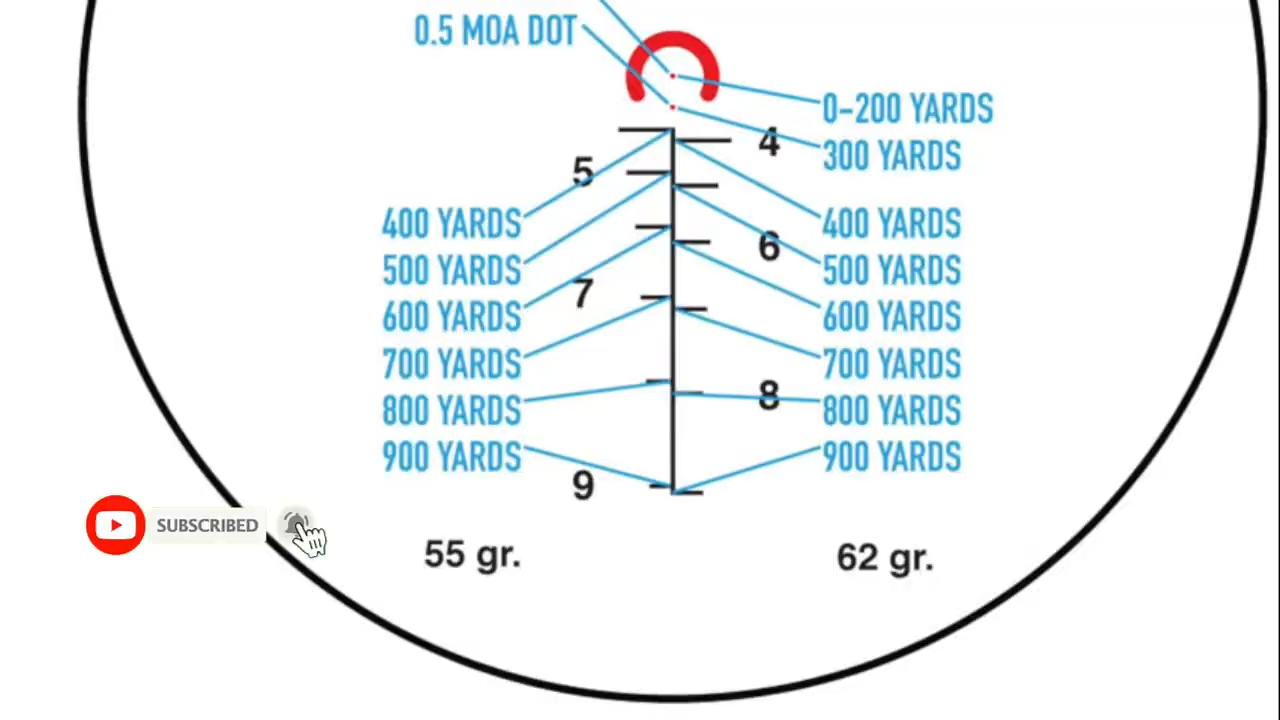 0.5 MOA DOT
0-200 YARDS
4
300 YARDS
5
400 YARDS
400 YARDS
6
500 YARDS
500 YARDS
7
600 YARDS
600 YARDS
700 YARDS
700 YARDS
8
800 YARDS
800 YARDS
900 YARDS
900 YARDS
9
SUBSCRIBED
55 gr.
62 gr.